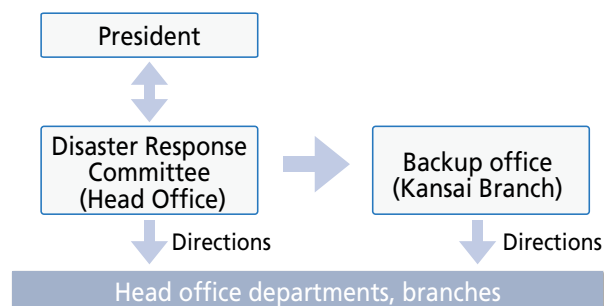 President
Disaster Response
Committee
(Head Office)
Backup office
(Kansai Branch)
Directions
Directions
Head office departments, branches